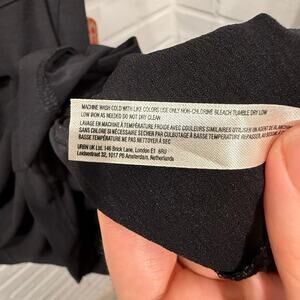 MACHINE WASH COLD WITH LIKE COLORS USE ONLY NON-CHLORINE BLEACH TUMBLE DRY LOW
LOW IRON AS NEEDED DO NOT DRY CLEAN
LAVAGE EN MACHINE À TEMPÉRATURE FROIDE AVEC COULEURS SIMILAIRES UTILISER UN AGENT DE
SANS CHLORE SI NÉCESSAIRE SÉCHER PAR CULBUTAGE À BASSE TEMPÉRATURE REPASSER À
BASSE TEMPÉRATURE NE PAS NETTOYER À SEC
URBN UK Ltd. 146 Brick Lane, London E1 6RU
Leidsestraat 32, 1017 PB Amsterdam, Netherlands